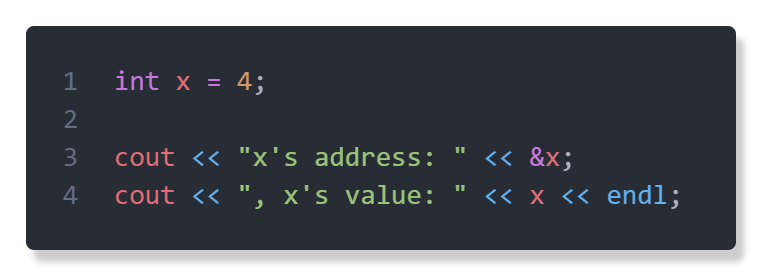 1 int x = 4;
2
3 cout << "x's address: " << &x;
4 cout << ", x's value: " << x << endl;